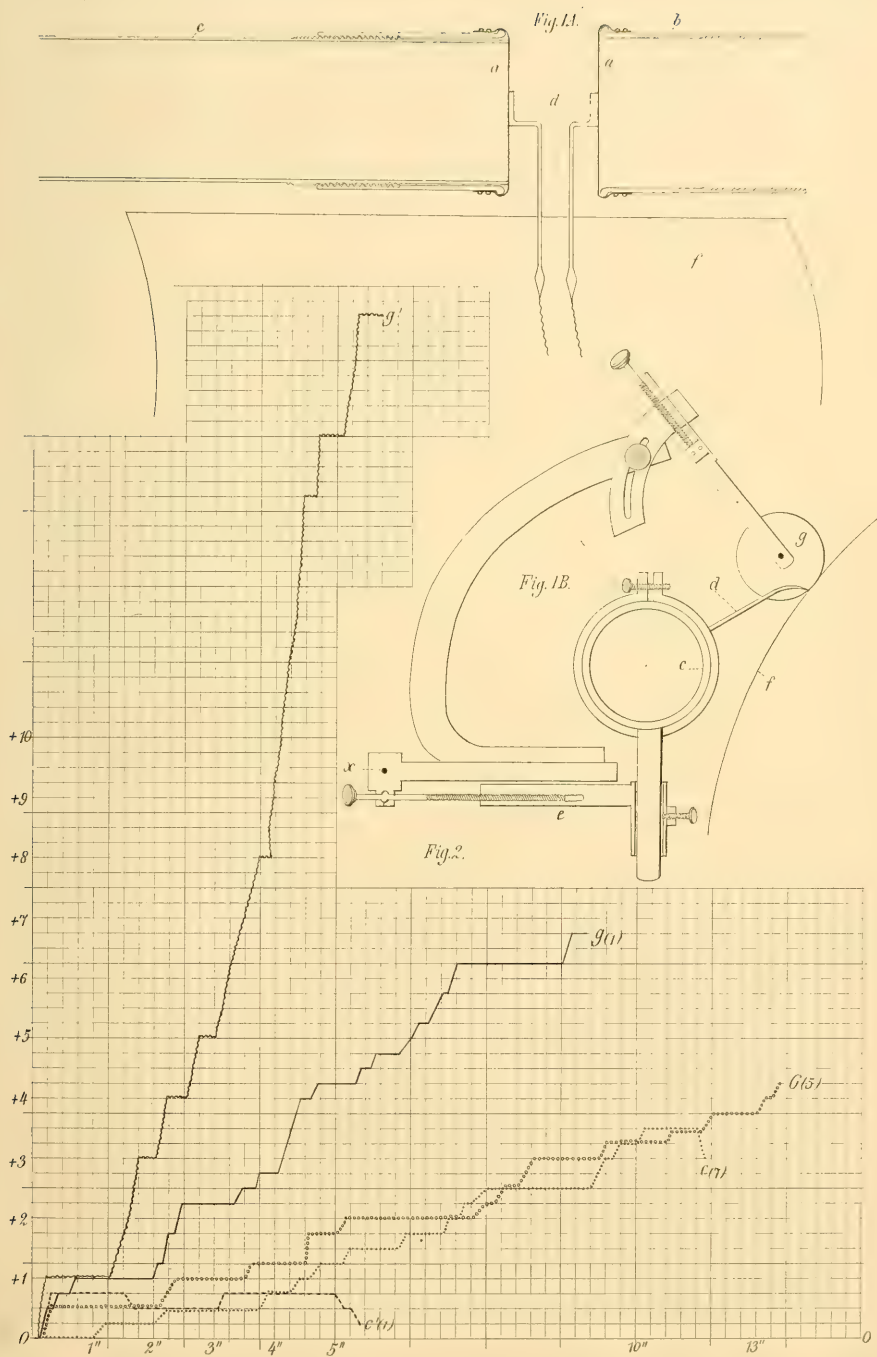 c
Fig. 1A.
b
a
a
d
f
g'
g
Fig. 1B.
d
c
f
x
e
Fig. 2.
+10
+9
+8
+7
+6
+5
+4
+3
+2
+1
0
g(1)
G(5)
c(7)
c'(1)
1" 2" 3" 4" 5" 10" 13" 0